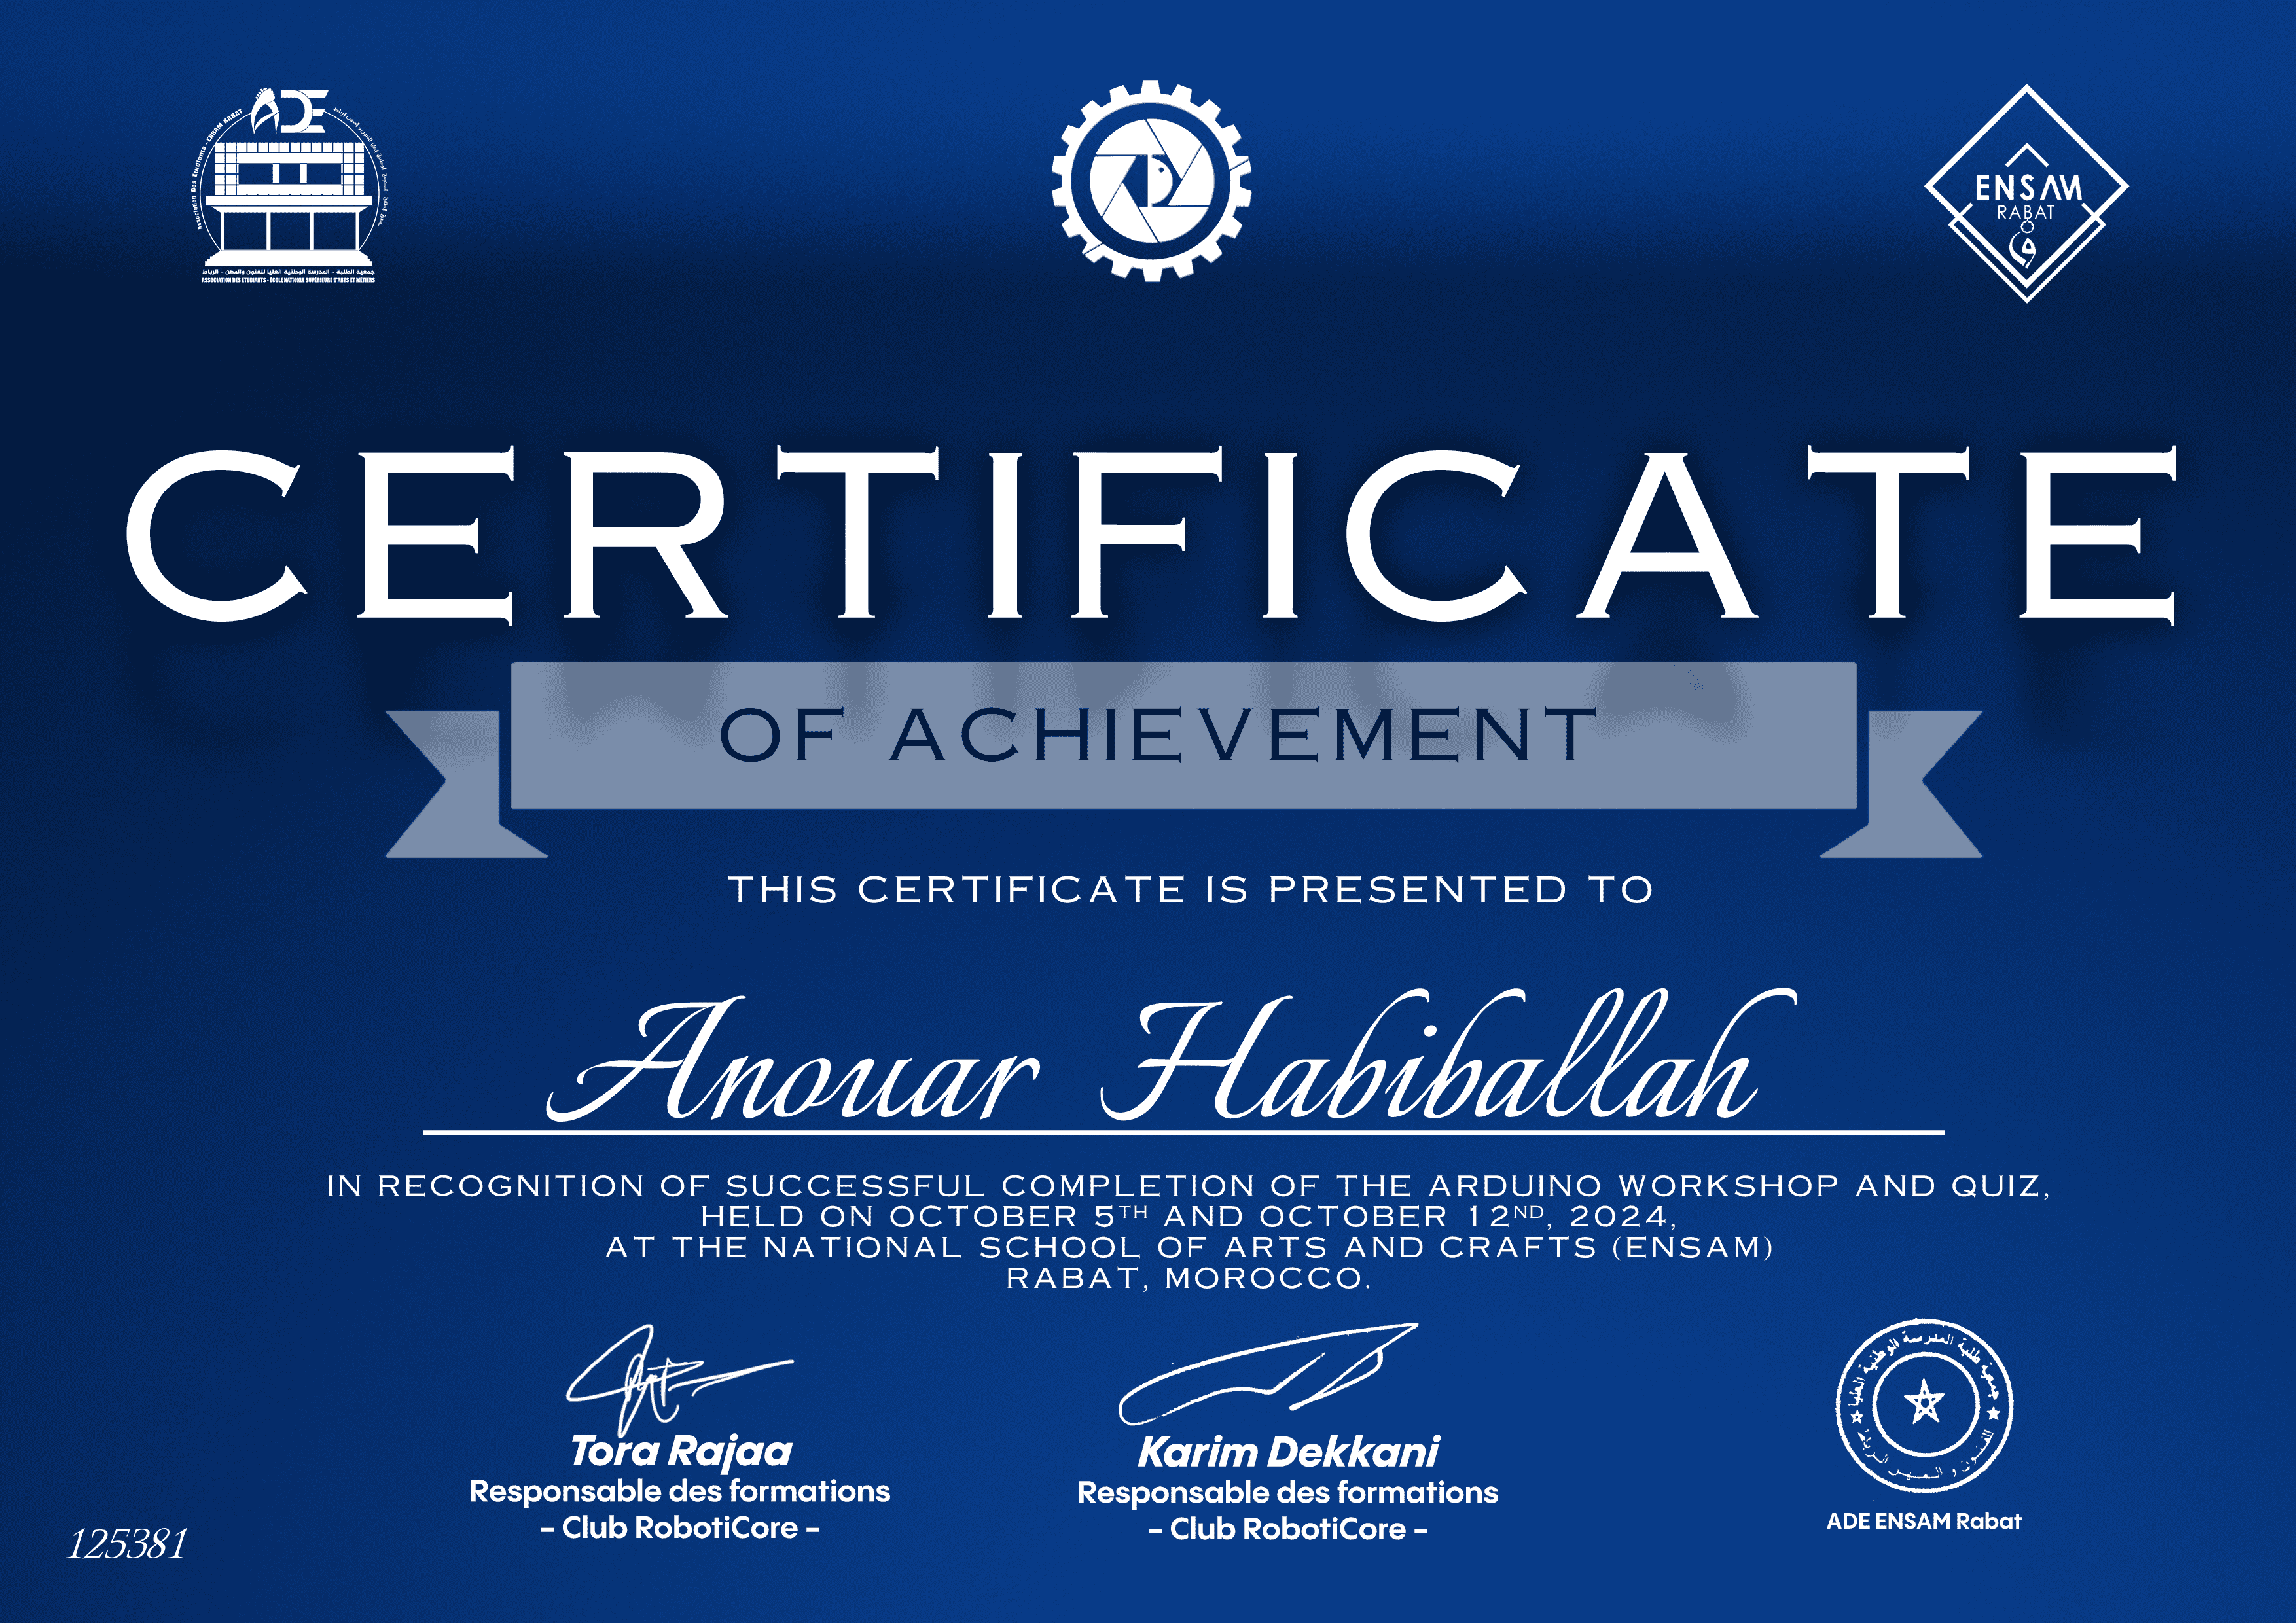 ADE
Association Des Etudiants - ENSAM RABAT
جمعية الطلبة - المدرسة الوطنية العليا للفنون والمهن - الرباط
ASSOCIATION DES ETUDIANTS - ÉCOLE NATIONALE SUPÉRIEURE D'ARTS ET MÉTIERS
ENSAM
RABAT
CERTIFICATE
OF ACHIEVEMENT
THIS CERTIFICATE IS PRESENTED TO
Anouar Habiballah
IN RECOGNITION OF SUCCESSFUL COMPLETION OF THE ARDUINO WORKSHOP AND QUIZ,
HELD ON OCTOBER 5TH AND OCTOBER 12ND, 2024,
AT THE NATIONAL SCHOOL OF ARTS AND CRAFTS (ENSAM)
RABAT, MOROCCO.
Tora Rajaa
Responsable des formations
- Club RobotiCore -
Karim Dekkani
Responsable des formations
- Club RobotiCore -
جمعية طلبة المدرسة الوطنية العليا
للفنون و المهن الرباط
ADE ENSAM Rabat
125381